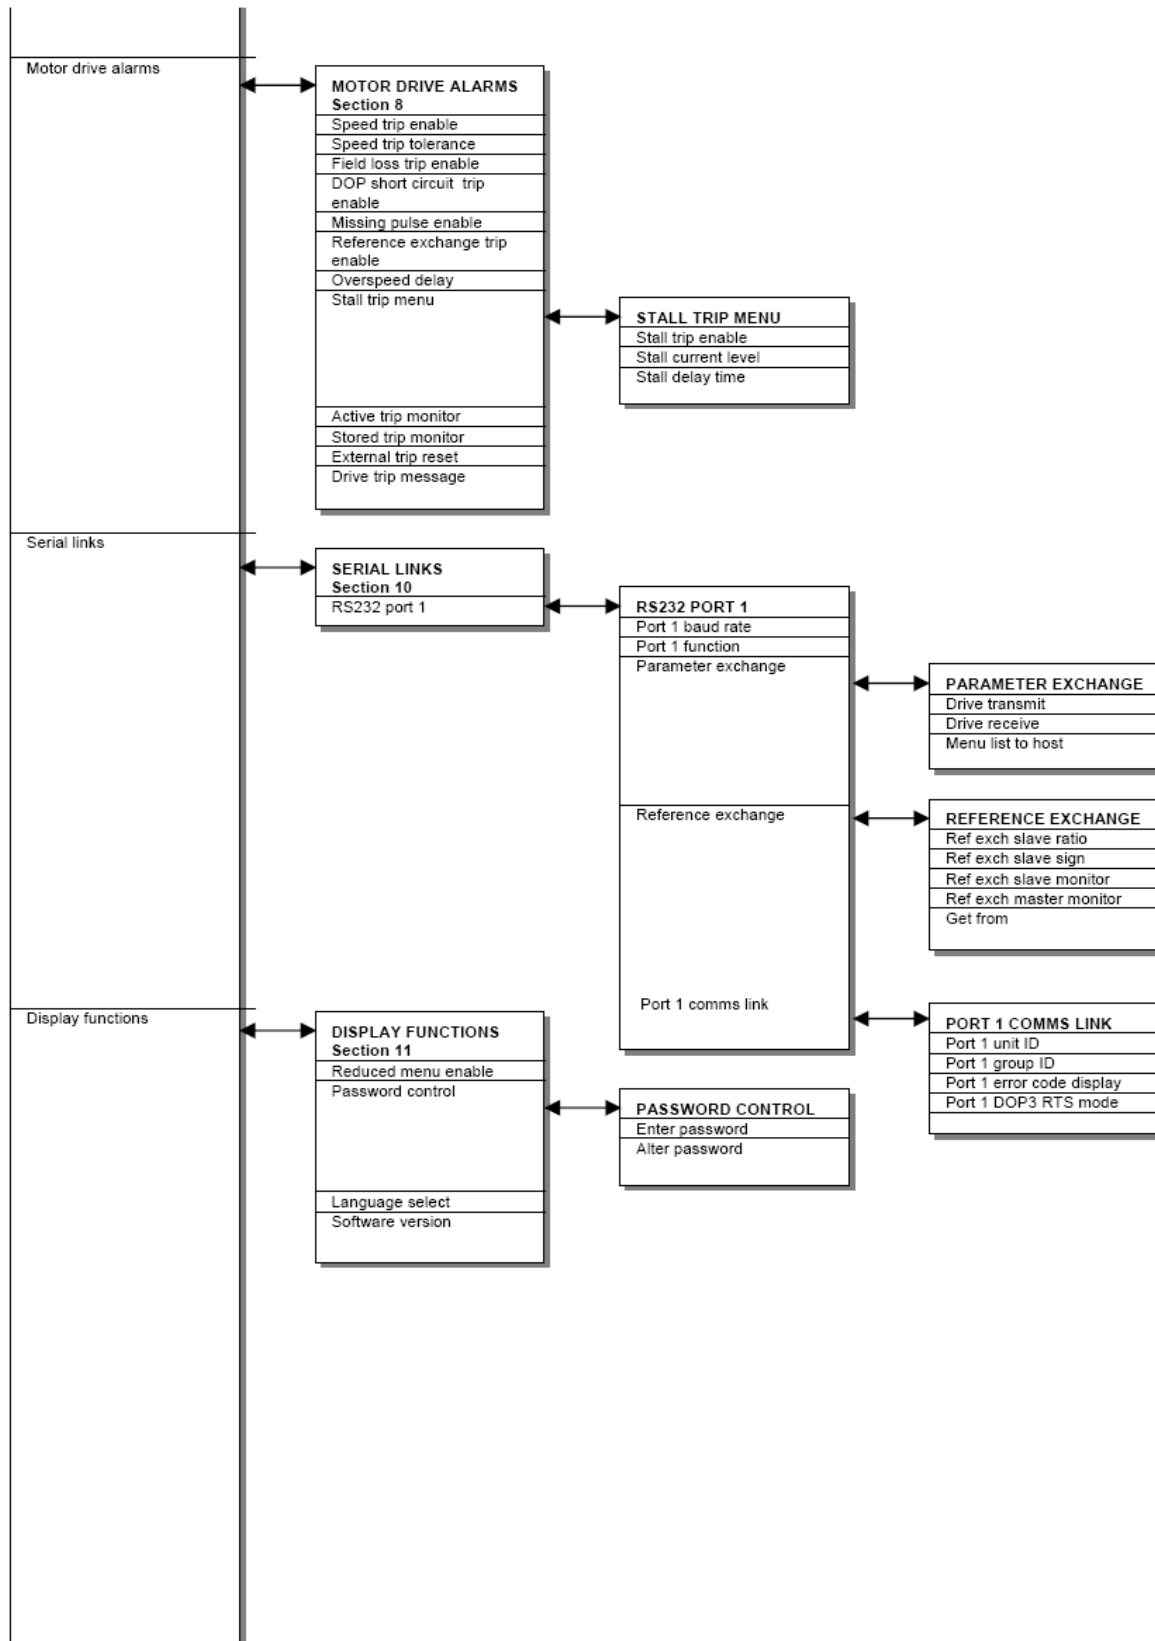 Motor drive alarms
MOTOR DRIVE ALARMS
Section 8
Speed trip enable
Speed trip tolerance
Field loss trip enable
DOP short circuit trip
enable
Missing pulse enable
Reference exchange trip
enable
Overspeed delay
Stall trip menu
STALL TRIP MENU
Stall trip enable
Stall current level
Stall delay time
Active trip monitor
Stored trip monitor
External trip reset
Drive trip message
Serial links
SERIAL LINKS
Section 10
RS232 port 1
RS232 PORT 1
Port 1 baud rate
Port 1 function
Parameter exchange
PARAMETER EXCHANGE
Drive transmit
Drive receive
Menu list to host
Reference exchange
REFERENCE EXCHANGE
Ref exch slave ratio
Ref exch slave sign
Ref exch slave monitor
Ref exch master monitor
Get from
Port 1 comms link
PORT 1 COMMS LINK
Port 1 unit ID
Port 1 group ID
Port 1 error code display
Port 1 DOP3 RTS mode
Display functions
DISPLAY FUNCTIONS
Section 11
Reduced menu enable
Password control
PASSWORD CONTROL
Enter password
Alter password
Language select
Software version